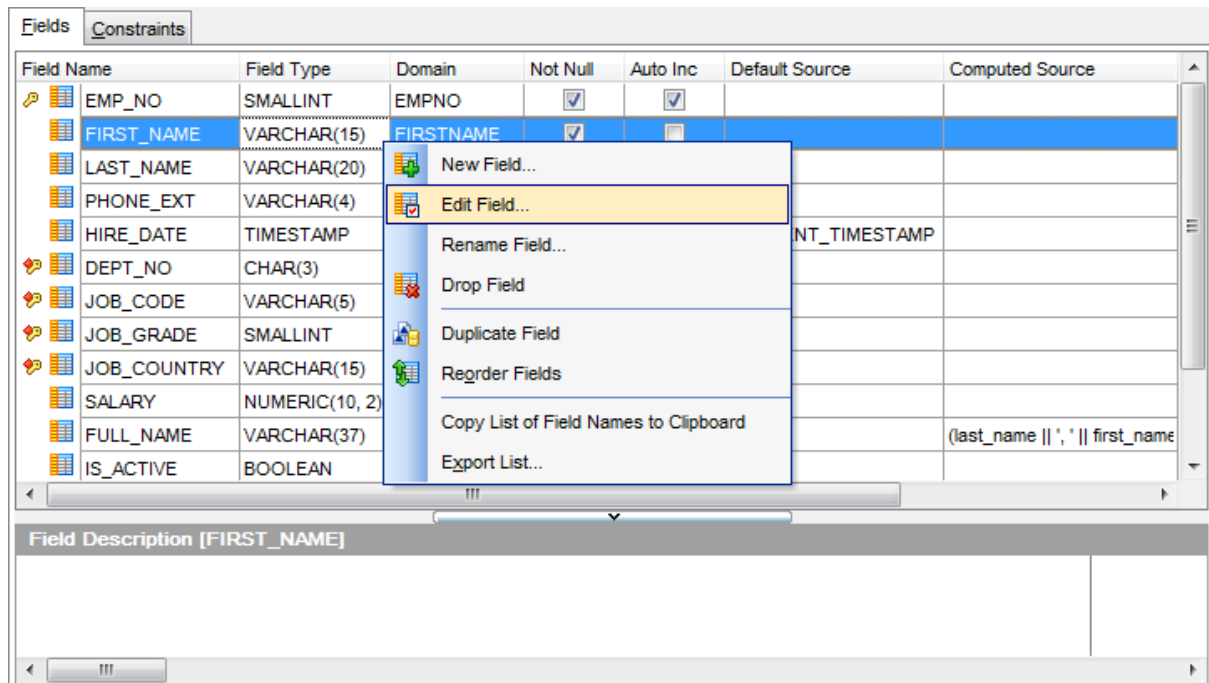 Fields Constraints
Field Name Field Type Domain Not Null Auto Inc Default Source Computed Source
EMP_NO SMALLINT EMPNO
FIRST_NAME VARCHAR(15) FIRSTNAME
LAST_NAME VARCHAR(20) New Field...
PHONE_EXT VARCHAR(4) Edit Field...
HIRE_DATE TIMESTAMP NT_TIMESTAMP
Rename Field...
DEPT_NO CHAR(3) Drop Field
JOB_CODE VARCHAR(5)
JOB_GRADE SMALLINT Duplicate Field
JOB_COUNTRY VARCHAR(15) Reorder Fields
SALARY NUMERIC(10, 2)
Copy List of Field Names to Clipboard
FULL_NAME VARCHAR(37) (last_name || ', ' || first_name
IS_ACTIVE BOOLEAN Export List...
Field Description [FIRST_NAME]